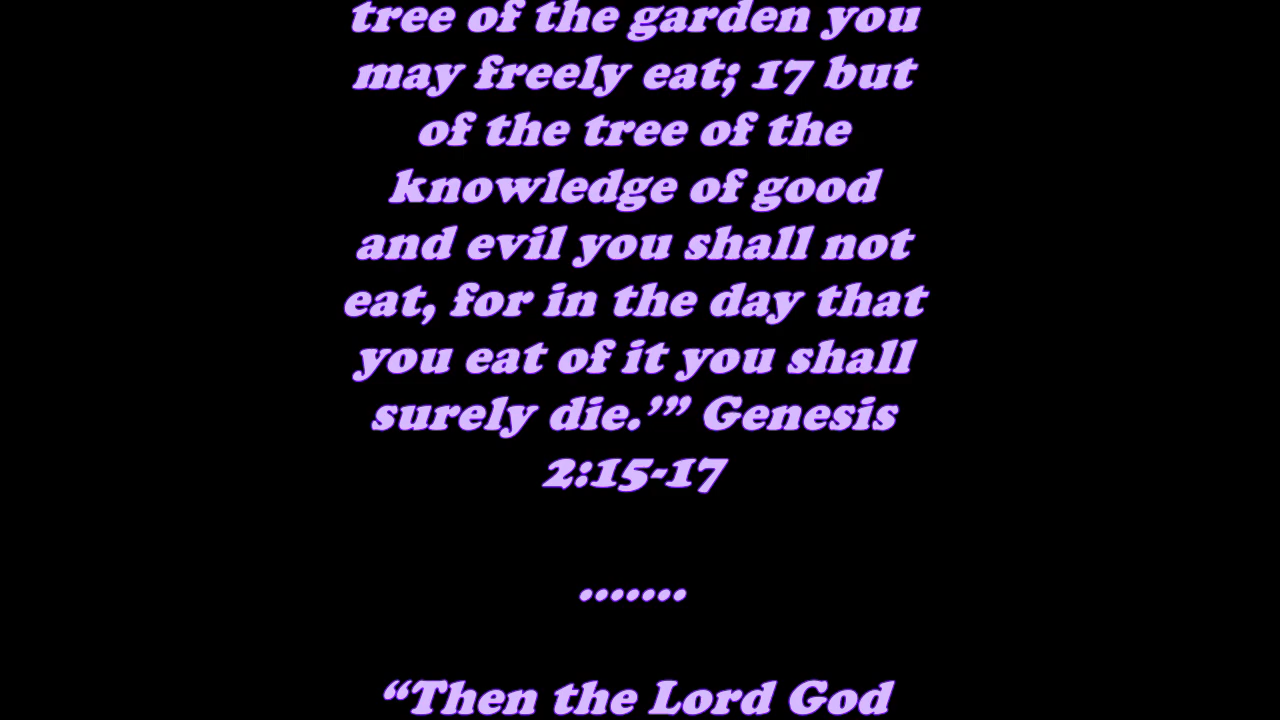 tree of the garden you
may freely eat; 17 but
of the tree of the
knowledge of good
and evil you shall not
eat, for in the day that
you eat of it you shall
surely die.’” Genesis
2:15-17
.......
“Then the Lord God